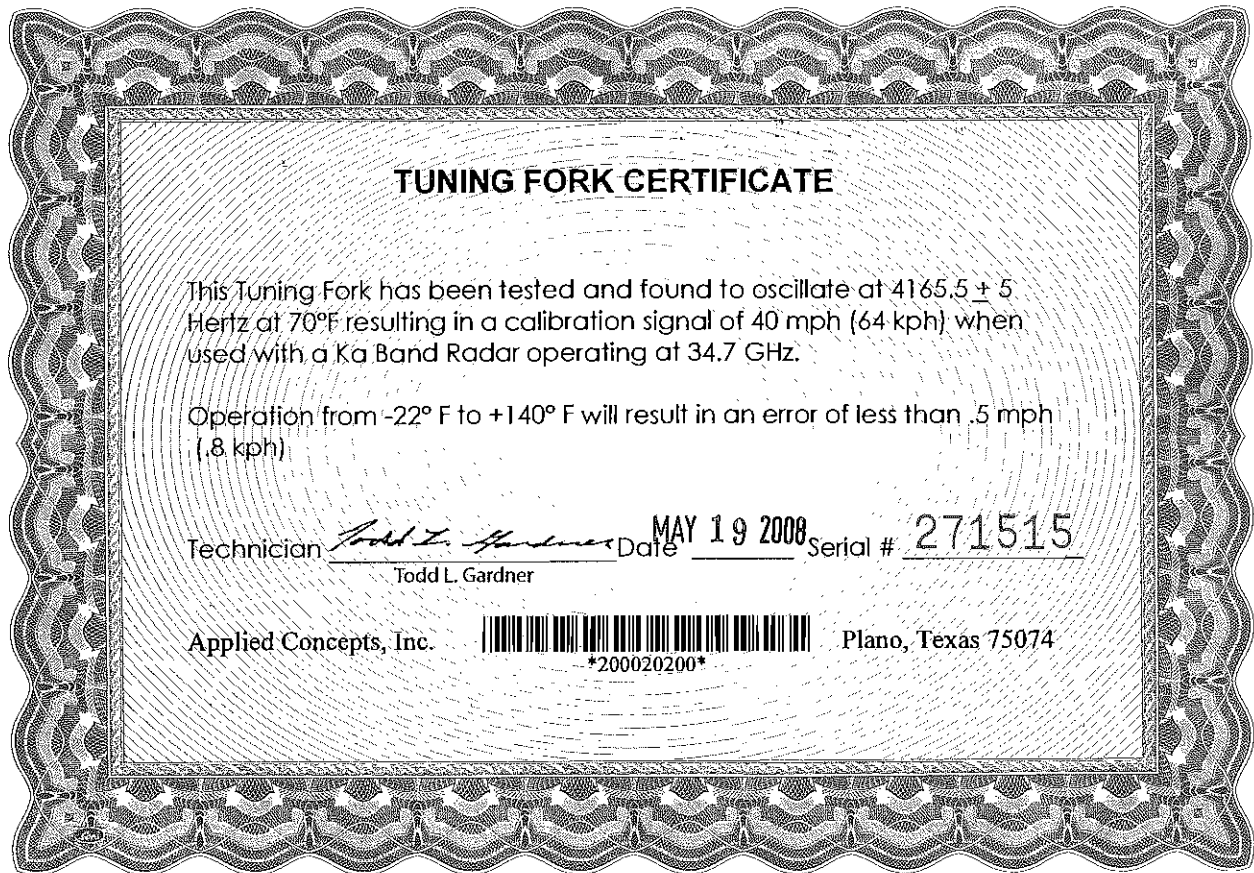 TUNING FORK CERTIFICATE
This Tuning Fork has been tested and found to oscillate at 4165.5 ± 5
Hertz at 70°F resulting in a calibration signal of 40 mph (64 kph) when
used with a Ka Band Radar operating at 34.7 GHz.
Operation from -22° F to +140° F will result in an error of less than .5 mph
(.8 kph)
Technician Todd L. Gardner Date MAY 19 2008 Serial # 271515
Todd L. Gardner
Applied Concepts, Inc. Plano, Texas 75074
*200020200*